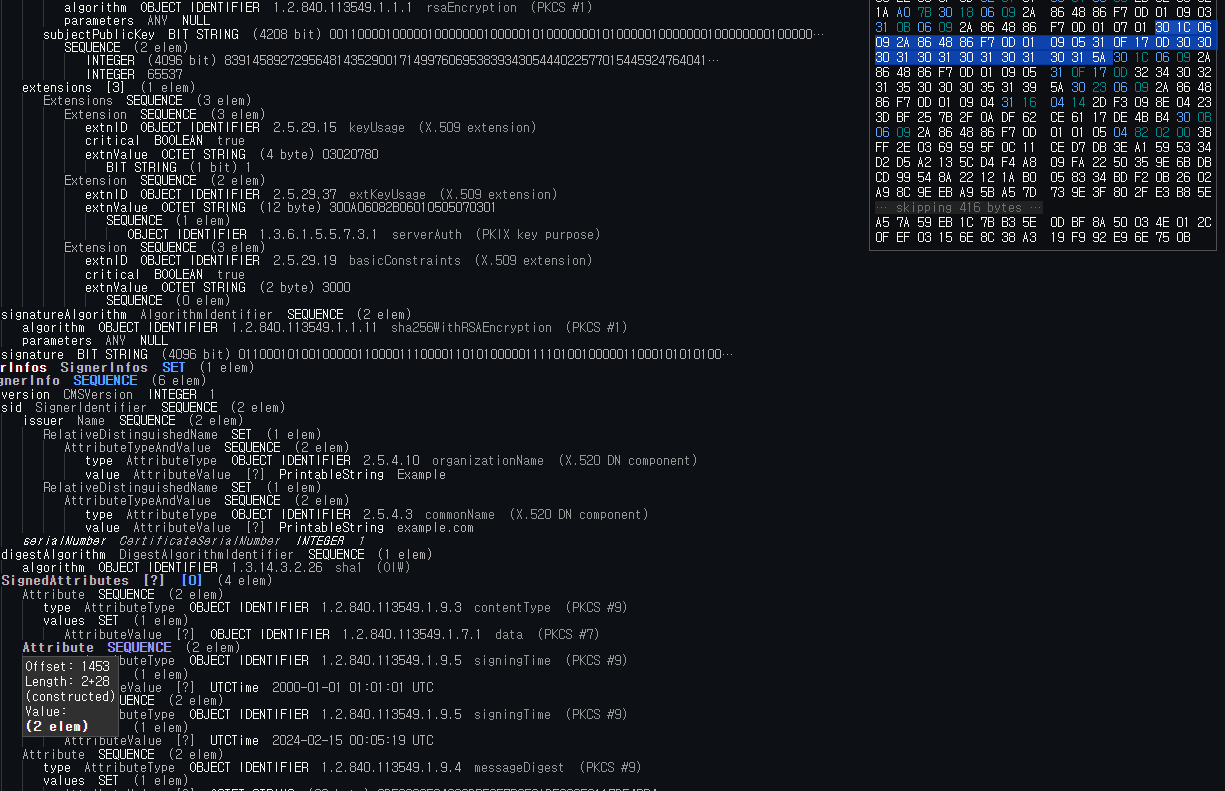 algorithm OBJECT IDENTIFIER 1.2.840.113549.1.1.1 rsaEncryption (PKCS #1)
parameters ANY NULL
subjectPublicKey BIT STRING (4208 bit)
SEQUENCE (2 elem)
INTEGER (4096 bit)
INTEGER 65537
extensions [3] (1 elem)
Extensions SEQUENCE (3 elem)
Extension SEQUENCE (3 elem)
extnID OBJECT IDENTIFIER 2.5.29.15 keyUsage (X.509 extension)
critical BOOLEAN true
extnValue OCTET STRING (4 byte) 03020780
BIT STRING (1 bit) 1
Extension SEQUENCE (2 elem)
extnID OBJECT IDENTIFIER 2.5.29.37 extKeyUsage (X.509 extension)
extnValue OCTET STRING (12 byte) 300A06082B06010505070301
SEQUENCE (1 elem)
OBJECT IDENTIFIER 1.3.6.1.5.5.7.3.1 serverAuth (PKIX key purpose)
Extension SEQUENCE (3 elem)
extnID OBJECT IDENTIFIER 2.5.29.19 basicConstraints (X.509 extension)
critical BOOLEAN true
extnValue OCTET STRING (2 byte) 3000
SEQUENCE (0 elem)
signatureAlgorithm AlgorithmIdentifier SEQUENCE (2 elem)
algorithm OBJECT IDENTIFIER 1.2.840.113549.1.1.11 sha256WithRSAEncryption (PKCS #1)
parameters ANY NULL
signature BIT STRING (4096 bit)
rInfos SignerInfos SET (1 elem)
gnerInfo SEQUENCE (6 elem)
version CMSVersion INTEGER 1
sid SignerIdentifier SEQUENCE (2 elem)
issuer Name SEQUENCE (2 elem)
RelativeDistinguishedName SET (1 elem)
AttributeTypeAndValue SEQUENCE (2 elem)
type AttributeType OBJECT IDENTIFIER 2.5.4.10 organizationName (X.520 DN component)
value AttributeValue [?] PrintableString Example
RelativeDistinguishedName SET (1 elem)
AttributeTypeAndValue SEQUENCE (2 elem)
type AttributeType OBJECT IDENTIFIER 2.5.4.3 commonName (X.520 DN component)
value AttributeValue [?] PrintableString example.com
serialNumber CertificateSerialNumber INTEGER 1
digestAlgorithm DigestAlgorithmIdentifier SEQUENCE (1 elem)
algorithm OBJECT IDENTIFIER 1.3.14.3.2.26 sha1 (OIW)
SignedAttributes [?] [0] (4 elem)
Attribute SEQUENCE (2 elem)
type AttributeType OBJECT IDENTIFIER 1.2.840.113549.1.9.3 contentType (PKCS #9)
values SET (1 elem)
AttributeValue [?] OBJECT IDENTIFIER 1.2.840.113549.1.7.1 data (PKCS #7)
Attribute SEQUENCE (2 elem)
buteType OBJECT IDENTIFIER 1.2.840.113549.1.9.5 signingTime (PKCS #9)
(1 elem)
eValue [?] UTCTime 2000-01-01 01:01:01 UTC
UENCE (2 elem)
buteType OBJECT IDENTIFIER 1.2.840.113549.1.9.5 signingTime (PKCS #9)
(1 elem)
AttributeValue [?] UTCTime 2024-02-15 00:05:19 UTC
Attribute SEQUENCE (2 elem)
type AttributeType OBJECT IDENTIFIER 1.2.840.113549.1.9.4 messageDigest (PKCS #9)
values SET (1 elem)
Offset: 1453
Length: 2+28
(constructed)
Value:
(2 elem)
1A A0 7B 30 18 06 09 2A 86 48 86 F7 0D 01 09 03
31 0B 06 09 2A 86 48 86 F7 0D 01 07 01 30 1C 06
09 2A 86 48 86 F7 0D 01 09 05 31 0F 17 0D 30 30
30 31 30 31 30 31 30 31 30 31 5A 30 1C 06 09 2A
86 48 86 F7 0D 01 09 05 31 0F 17 0D 32 34 30 32
31 35 30 30 30 35 31 39 5A 30 23 06 09 2A 86 48
86 F7 0D 01 09 04 31 16 04 14 2D F3 09 8E 04 23
3D BF 25 7B 2F 0A DF 62 CE 61 17 DE 4B B4 30 0B
06 09 2A 86 48 86 F7 0D 01 01 05 04 82 02 00 3B
FF 2E 03 69 59 5F 0C 11 CE D7 DB 3E A1 59 53 34
D2 D5 A2 13 5C D4 F4 A8 09 FA 22 50 35 9E 6B DB
CD 99 54 8A 22 12 1A B0 05 83 34 BD F2 0B 26 02
A9 8C 9E EB A9 5B A5 7D 73 9E 3F 80 2F E3 B8 5E
… skipping 416 bytes …
A5 7A 59 EB 1C 7B B3 5E 0D BF 8A 50 03 4E 01 2C
0F EF 03 15 6E 8C 38 A3 19 F9 92 E9 6E 75 0B